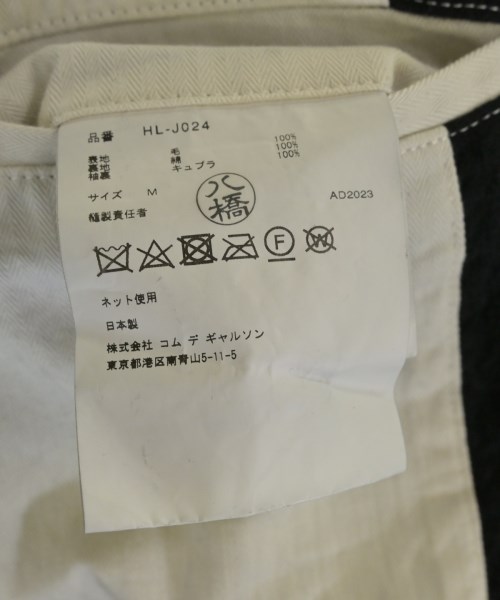 品番 HL-J024
表地 毛 100%
裏地 綿 100%
袖裏 キュプラ 100%
サイズ M
AD2023
縫製責任者
八橋
F
W
ネット使用
日本製
株式会社 コム デ ギャルソン
東京都港区南青山5-11-5